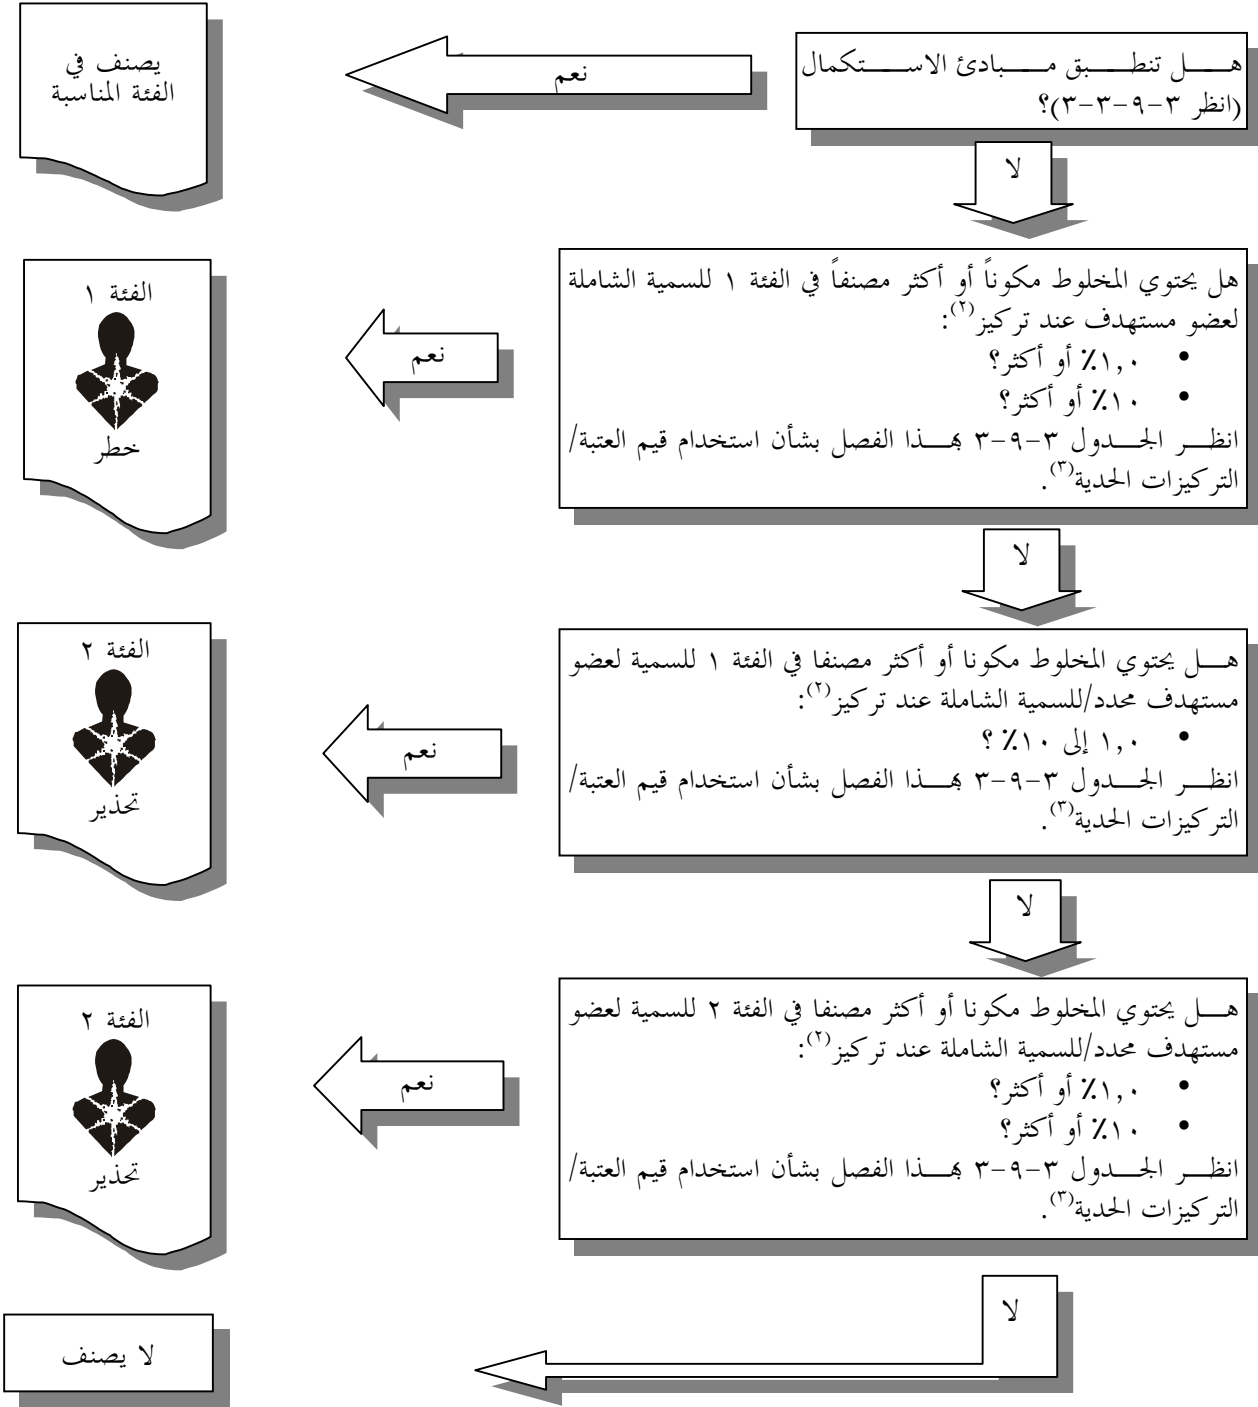 هل تنطبق مبادئ الاستكمال
(انظر ٣-٩-٣-٣)؟
نعم
يصنف في
الفئة المناسبة
لا
هل يحتوي المخلوط مكوناً أو أكثر مصنفاً في الفئة ١ للسمية الشاملة
لعضو مستهدف عند تركيز(٢):
• ١,٠٪ أو أكثر؟
• ١٠٪ أو أكثر؟
انظر الجدول ٣-٩-٣ بهذا الفصل بشأن استخدام قيم العتبة/
التركيزات الحدية(٣).
نعم
الفئة ١
خطر
لا
هل يحتوي المخلوط مكونا أو أكثر مصنفا في الفئة ١ للسمية لعضو
مستهدف محدد/للسمية الشاملة عند تركيز(٢):
• ١,٠ إلى ١٠٪ ؟
انظر الجدول ٣-٩-٣ بهذا الفصل بشأن استخدام قيم العتبة/
التركيزات الحدية(٣).
نعم
الفئة ٢
تحذير
لا
هل يحتوي المخلوط مكونا أو أكثر مصنفا في الفئة ٢ للسمية لعضو
مستهدف محدد/للسمية الشاملة عند تركيز(٢):
• ١,٠٪ أو أكثر؟
• ١٠٪ أو أكثر؟
انظر الجدول ٣-٩-٣ بهذا الفصل بشأن استخدام قيم العتبة/
التركيزات الحدية(٣).
نعم
الفئة ٢
تحذير
لا
لا يصنف